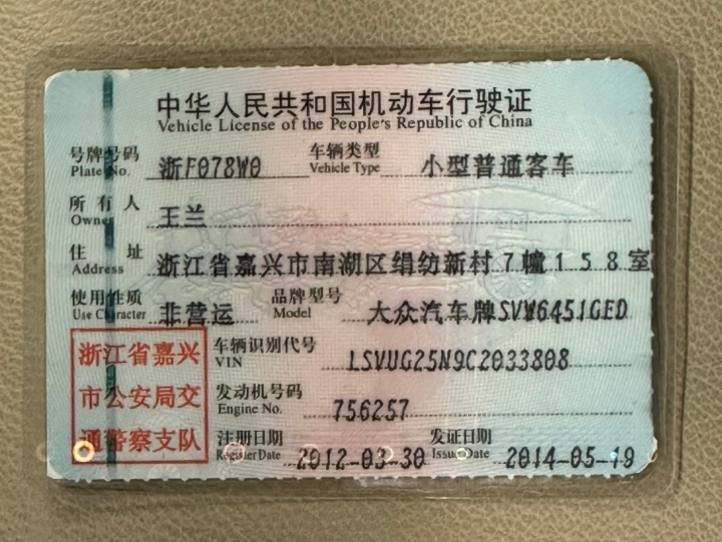 中华人民共和国机动车行驶证
Vehicle License of the People's Republic of China
号牌号码 浙F078W0 车辆类型 小型普通客车
Plate No. Vehicle Type
所有人 王兰
Owner
住址 浙江省嘉兴市南湖区绢纺新村7幢158室
Address
使用性质 非营运 品牌型号 大众汽车牌SVW6451GED
Use Character Model
浙江省嘉兴
市公安局交
通警察支队
车辆识别代号 LSVUG25N9C2033808
VIN
发动机号码 756257
Engine No.
注册日期 2012-03-30 发证日期 2014-05-19
Register Date Issue Date